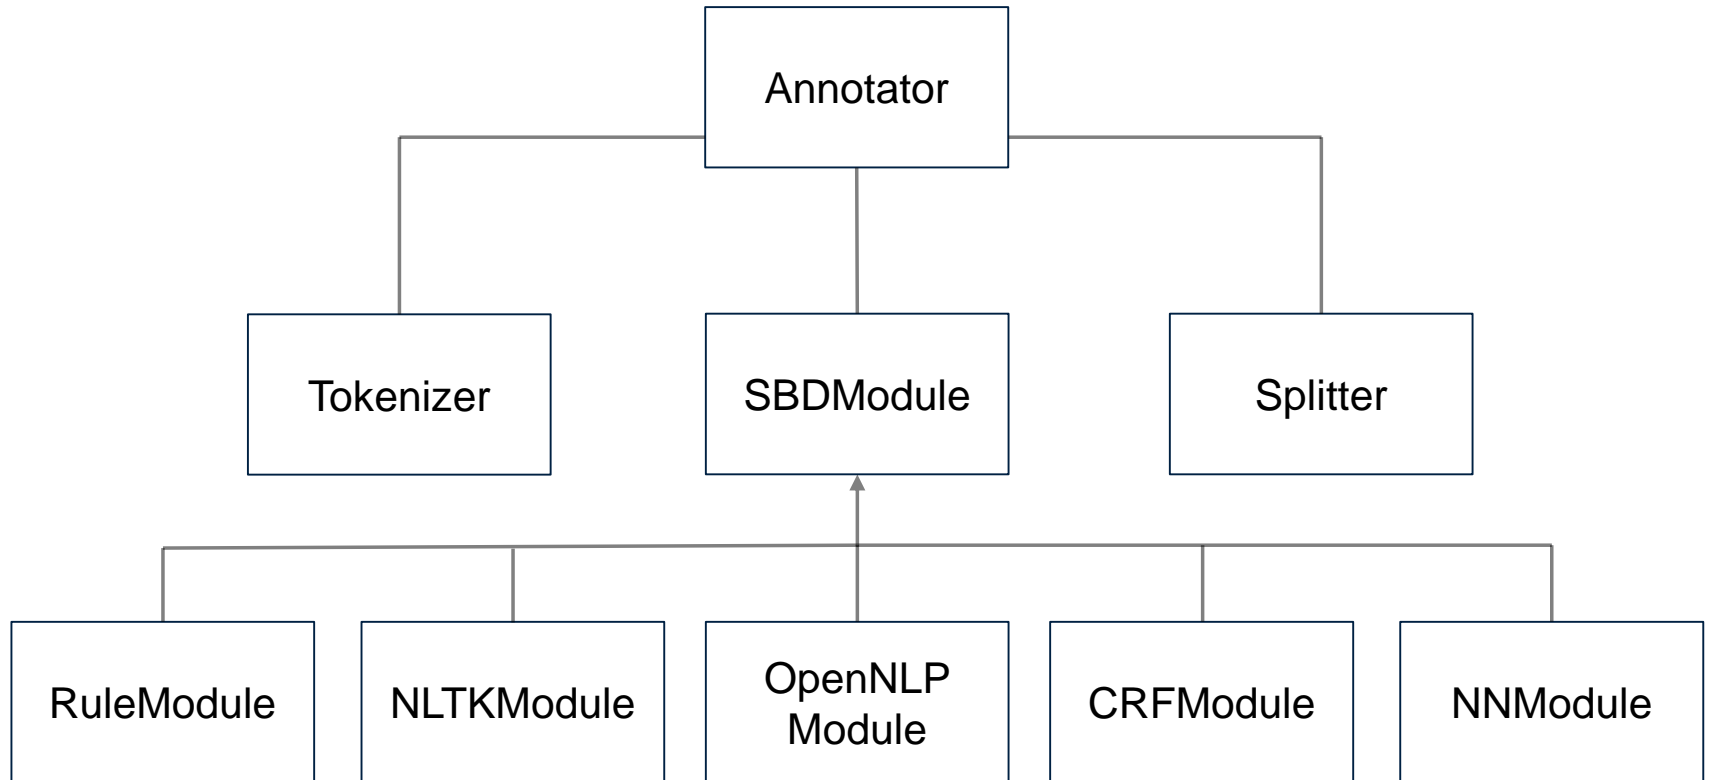 Annotator
Tokenizer
SBDModule
Splitter
RuleModule
NLTKModule
OpenNLP
Module
CRFModule
NNModule